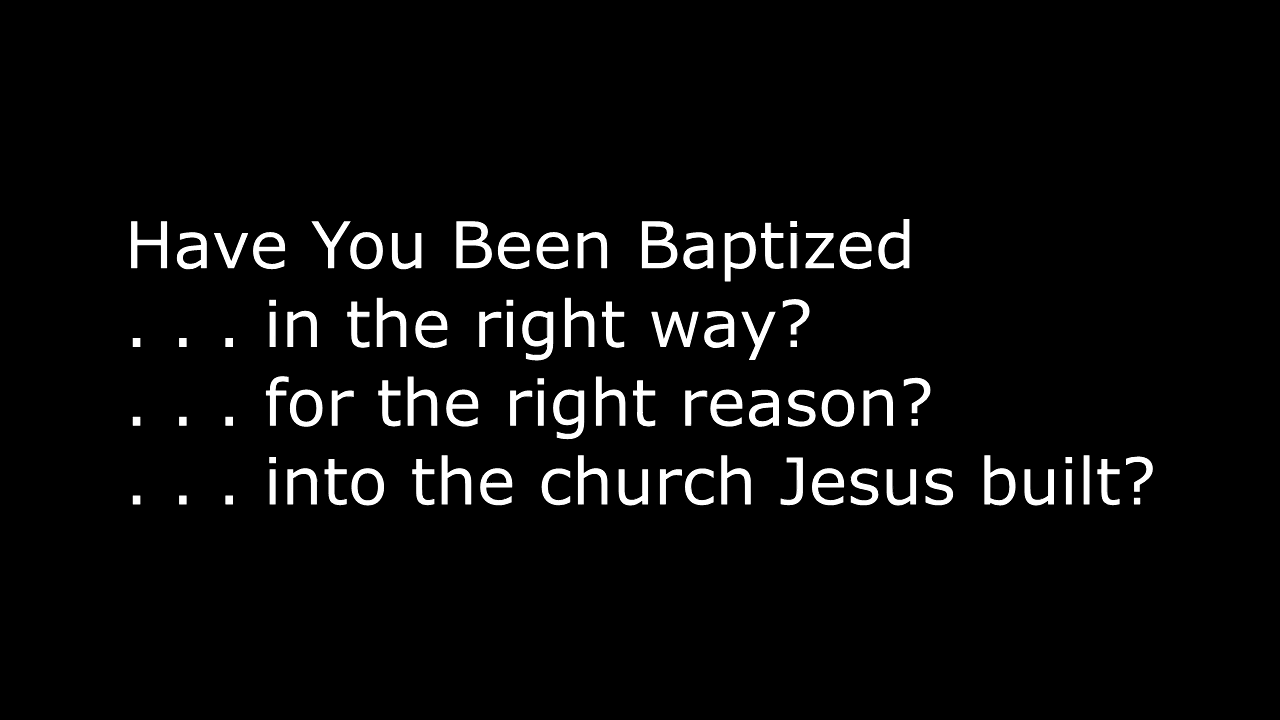 Have You Been Baptized
. . . in the right way?
. . . for the right reason?
. . . into the church Jesus built?